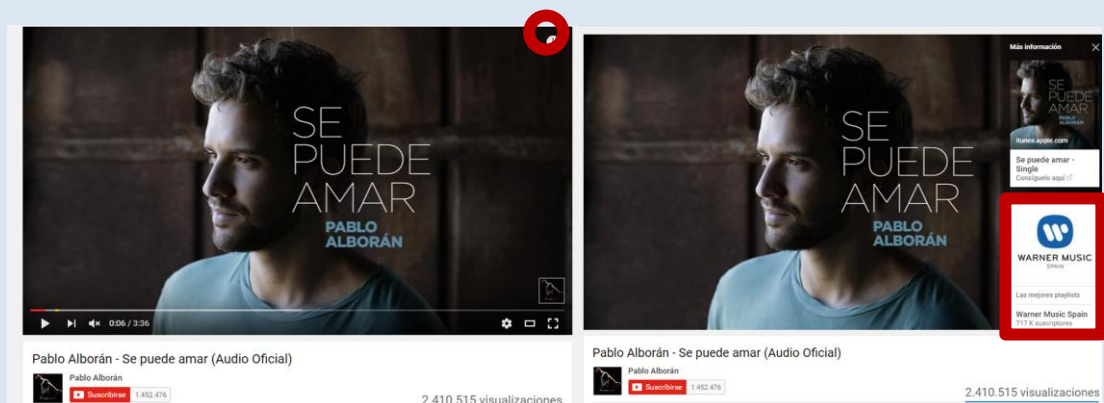 SE
PUEDE
AMAR
PABLO
ALBORÁN
0:06 / 3:36
Pablo Alborán - Se puede amar (Audio Oficial)
Pablo Alborán
Suscribirse 1.452.476
2.410.515 visualizaciones
SE
PUEDE
AMAR
PABLO
ALBORÁN
Más información
SE
PUEDE
AMAR
PABLO
ALBORÁN
itunes.apple.com
Se puede amar -
Single
Consíguelo aquí
WARNER MUSIC
SPAIN
Las mejores playlists
Warner Music Spain
717 K suscriptores
Pablo Alborán - Se puede amar (Audio Oficial)
Pablo Alborán
Suscribirse 1.452.476
2.410.515 visualizaciones